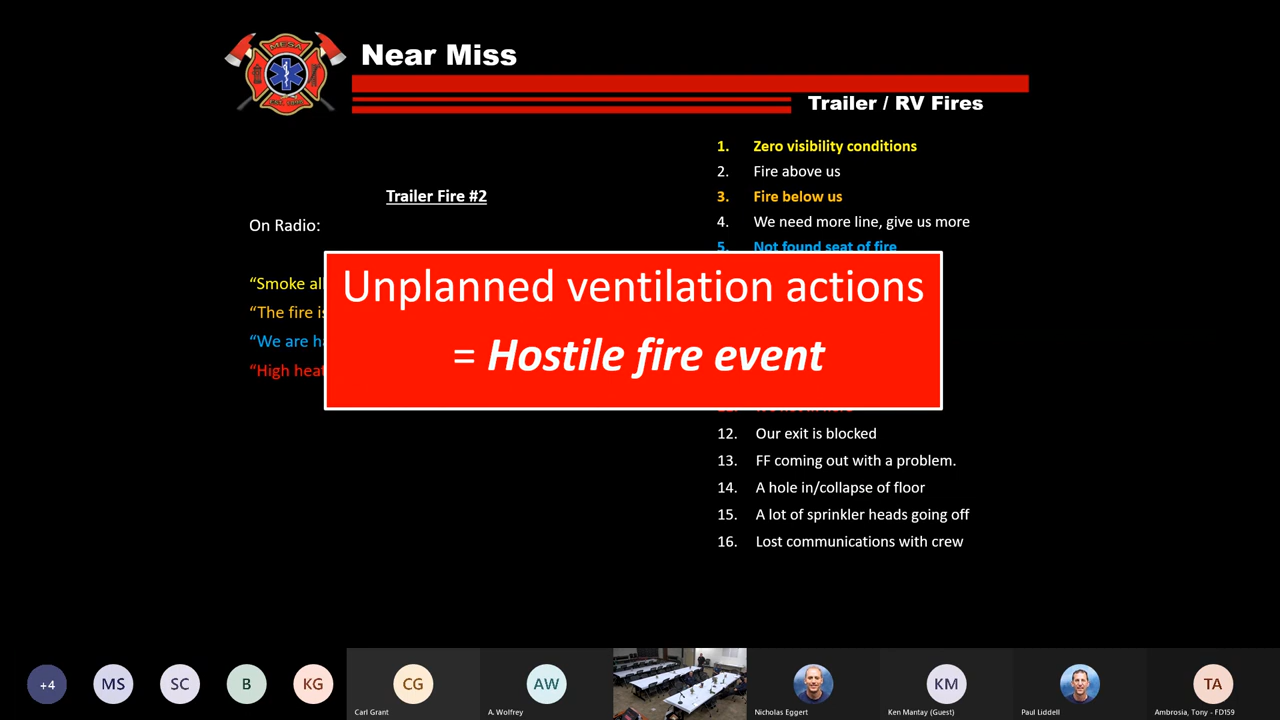 MESA
Near Miss
Trailer / RV Fires
Trailer Fire #2
On Radio:
“Smoke all
“The fire is
“We are ha
“High heat
1. Zero visibility conditions
2. Fire above us
3. Fire below us
4. We need more line, give us more
5. Not found seat of fire
Unplanned ventilation actions
= Hostile fire event
12. Our exit is blocked
13. FF coming out with a problem.
14. A hole in/collapse of floor
15. A lot of sprinkler heads going off
16. Lost communications with crew
+4
MS
SC
B
KG
CG
Carl Grant
AW
A. Wolfrey
Nicholas Eggert
KM
Ken Mantay (Guest)
Paul Liddell
TA
Ambrosia, Tony - FD1S9